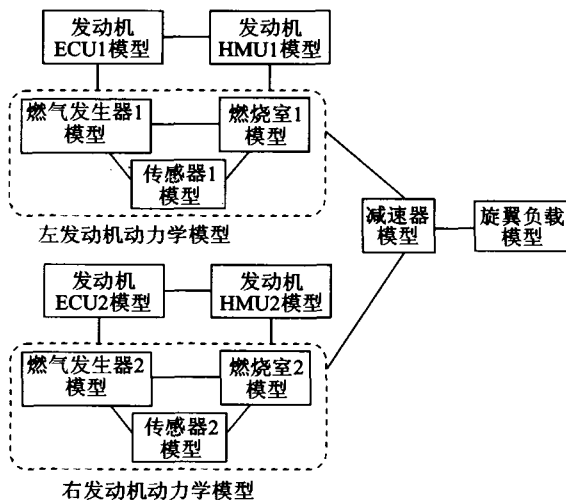 发动机
ECU1模型
发动机
HMU1模型
燃气发生器1
模型
燃烧室1
模型
传感器1
模型
左发动机动力学模型
减速器
模型
旋翼负载
模型
发动机
ECU2模型
发动机
HMU2模型
燃气发生器2
模型
燃烧室2
模型
传感器2
模型
右发动机动力学模型